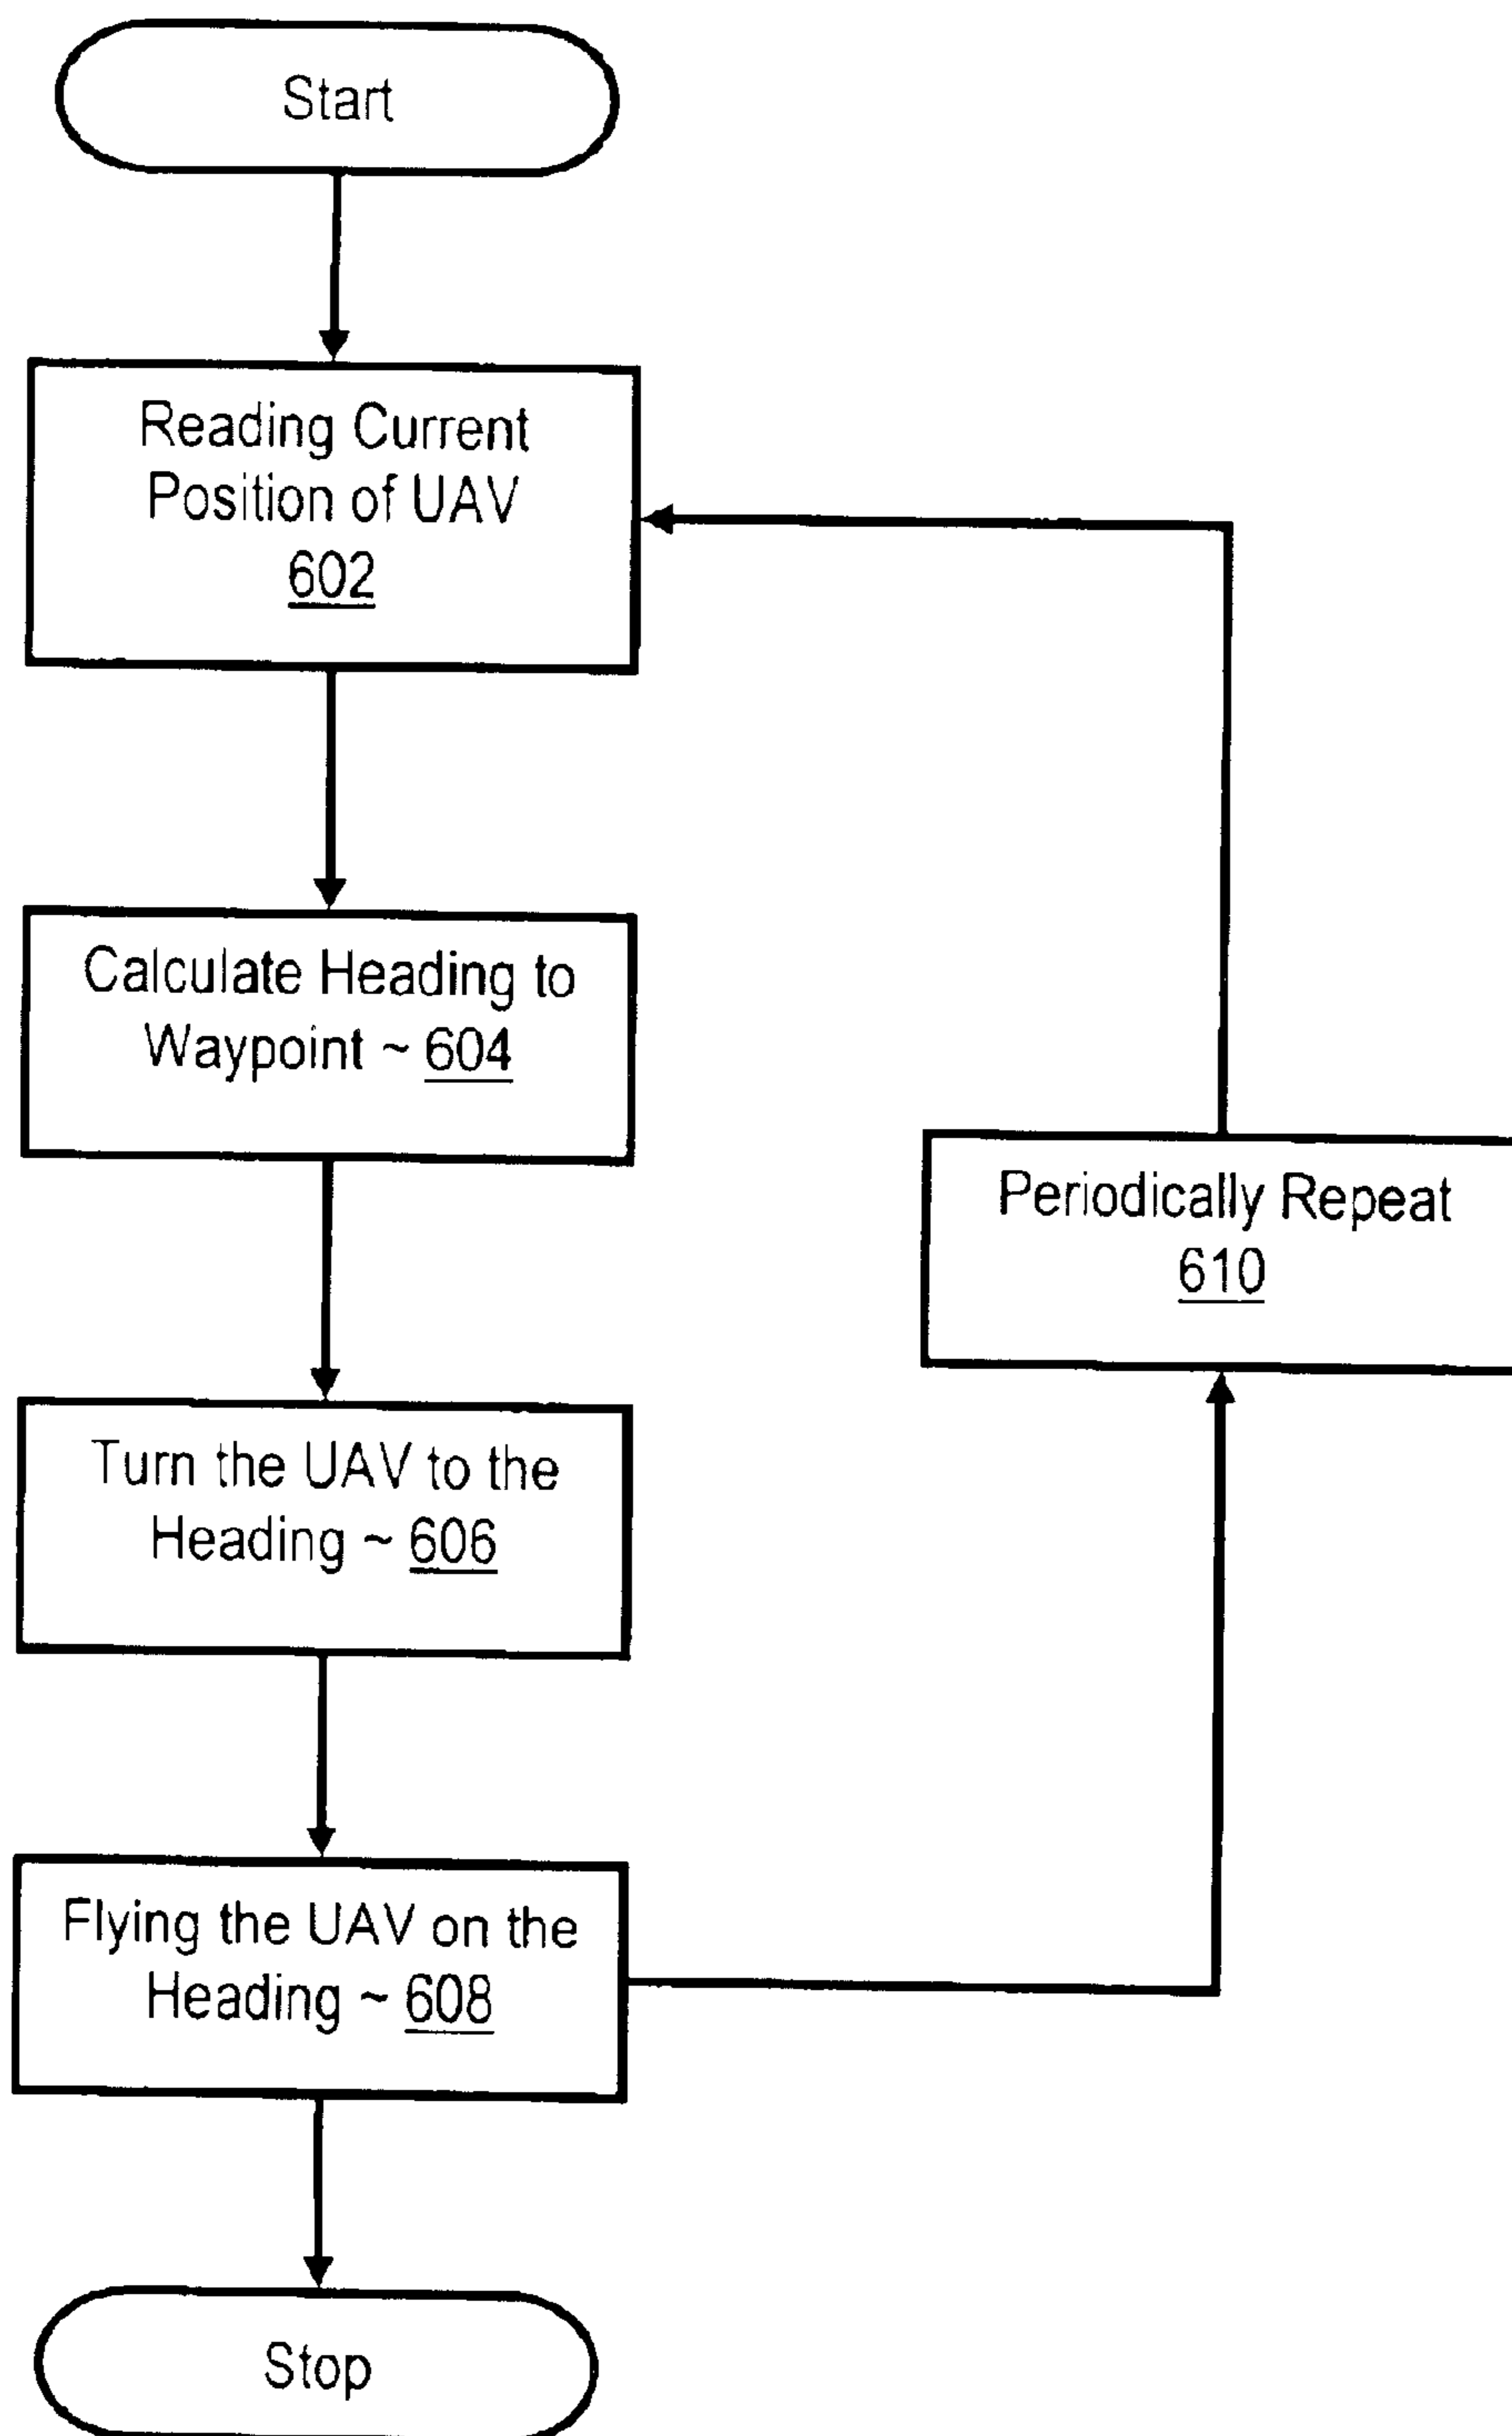 Start
Reading Current
Position of UAV
602
Calculate Heading to
Waypoint ~ 604
Turn the UAV to the
Heading ~ 606
Flying the UAV on the
Heading ~ 608
Periodically Repeat
610
Stop